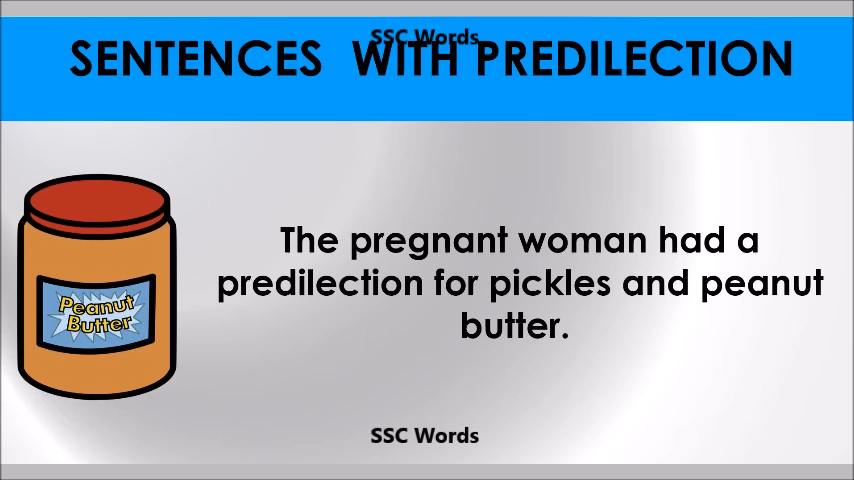 SSC Words
SENTENCES WITH PREDILECTION
The pregnant woman had a
predilection for pickles and peanut
butter.
Peanut
Butter
SSC Words